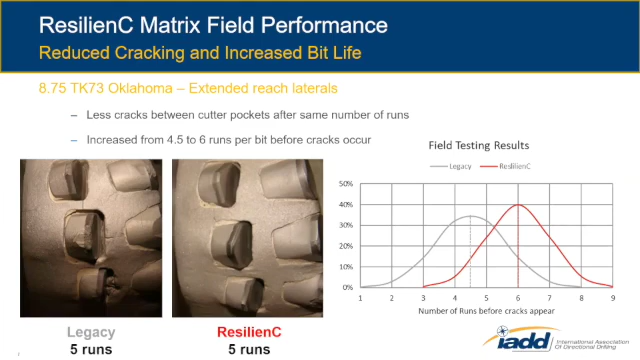 ResilienC Matrix Field Performance
Reduced Cracking and Increased Bit Life
8.75 TK73 Oklahoma – Extended reach laterals
– Less cracks between cutter pockets after same number of runs
– Increased from 4.5 to 6 runs per bit before cracks occur
Field Testing Results
Legacy ReslilienC
50%
40%
30%
20%
10%
0%
1 2 3 4 5 6 7 8 9
Number of Runs before cracks appear
Legacy
5 runs
ResilienC
5 runs
iadd International Association
Of Directional Drilling